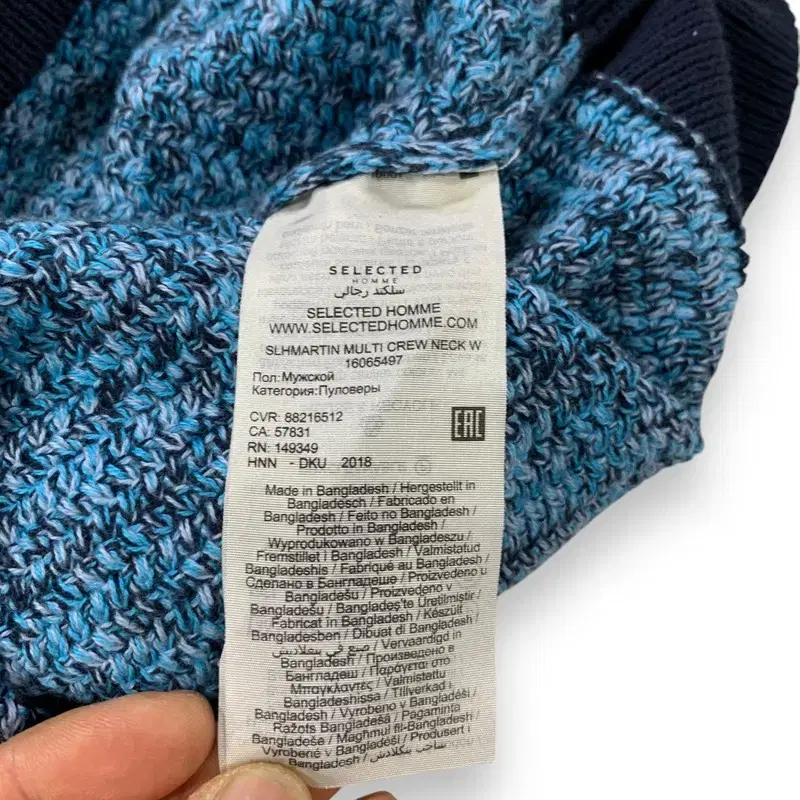 SELECTED
HOMME
سلكتد رجالي
SELECTED HOMME
WWW.SELECTEDHOMME.COM
SLHMARTIN MULTI CREW NECK W
16065497
Пол:Мужской
Категория:Пуловеры
CVR: 88216512
CA: 57831
RN: 149349
HNN - DKU 2018
EAC
Made in Bangladesh / Hergestellt in
Bangladesch / Fabricado en
Bangladesh / Feito no Bangladesh /
Prodotto in Bangladesh /
Wyprodukowano w Bangladeszu /
Fremstillet i Bangladesh / Valmistatud
Bangladeshis / Fabriqué au Bangladesh /
Сделано в Бангладеше / Proizvedeno u
Bangladešu / Proizvedeno v
Bangladešu / Bangladeş'te Üretilmiştir /
Fabricat în Bangladesh / Készült
Bangladesben / Dibuat di Bangladesh
/ صنع في بنغلاديش / Vervaardigd in
Bangladesh / Произведено в
Бангладеш / Παράγεται στο
Μπαγκλαντές / Valmistettu
Bangladeshissa / Tillverkad i
Bangladesh / Vyrobeno v Bangladéši /
Ražots Bangladešā / Pagaminta
Bangladeše / Maghmul fil-Bangladesh /
Vyrobené v Bangladéši / Produsert i
Bangladesh / ساخت بنگلادش